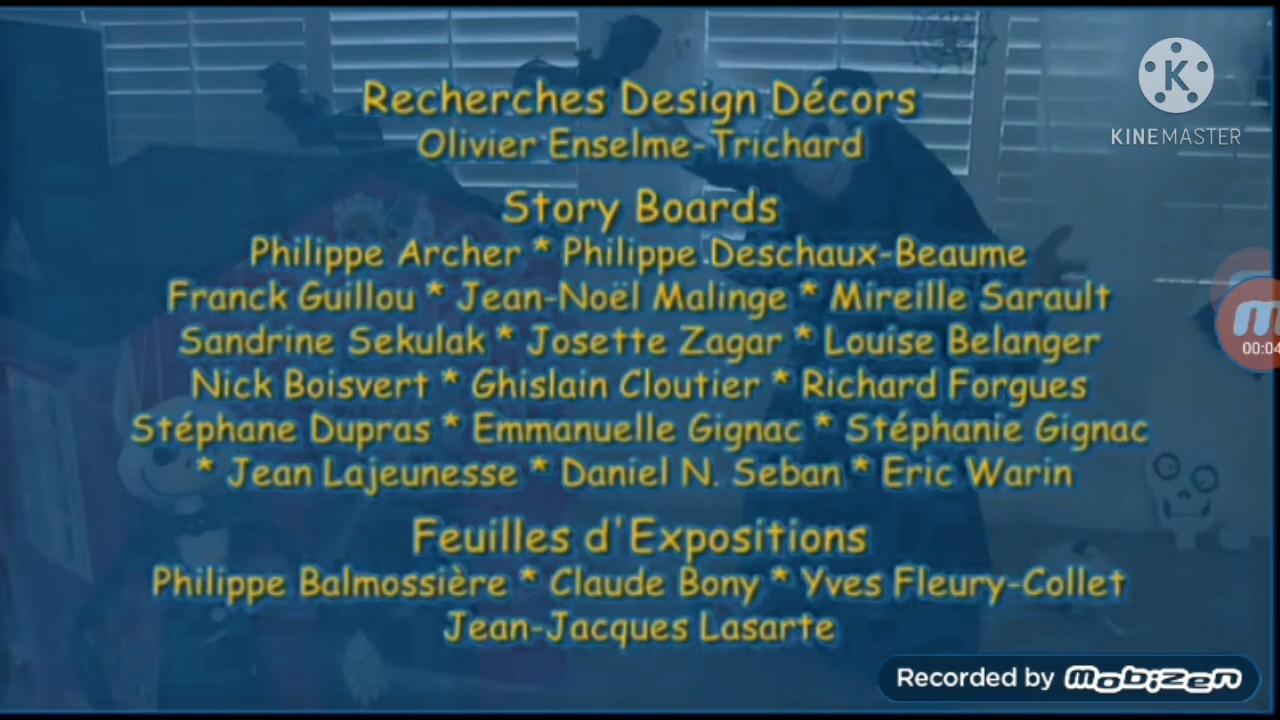 Recherches Design Décors
Olivier Enselme-Trichard
Story Boards
Philippe Archer * Philippe Deschaux-Beaume
Franck Guillou * Jean-Noël Malinge * Mireille Sarault
Sandrine Sekulak * Josette Zagar * Louise Belanger
Nick Boisvert * Ghislain Cloutier * Richard Forgues
Stéphane Dupras * Emmanuelle Gignac * Stéphanie Gignac
* Jean Lajeunesse * Daniel N. Seban * Eric Warin
Feuilles d'Expositions
Philippe Balmossière * Claude Bony * Yves Fleury-Collet
Jean-Jacques Lasarte
K
KINEMASTER
m
00:04
Recorded by mobizen